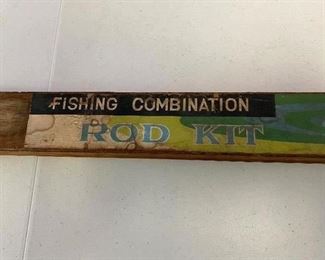 FISHING COMBINATION
ROD KIT